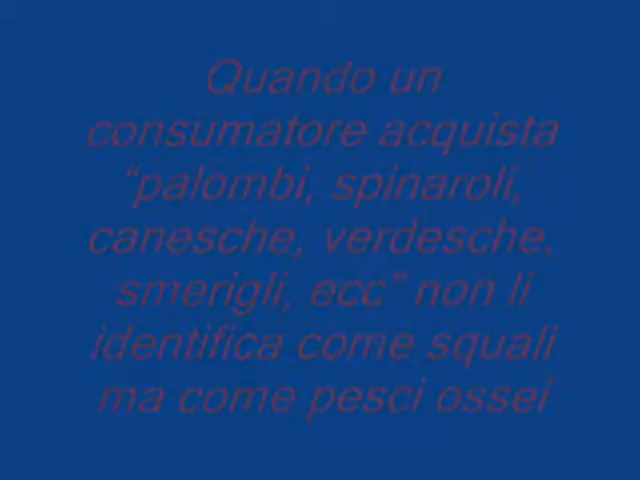 Quando un
consumatore acquista
“palombi, spinaroli,
canesche, verdesche,
smerigli, ecc” non li
identifica come squali
ma come pesci ossei